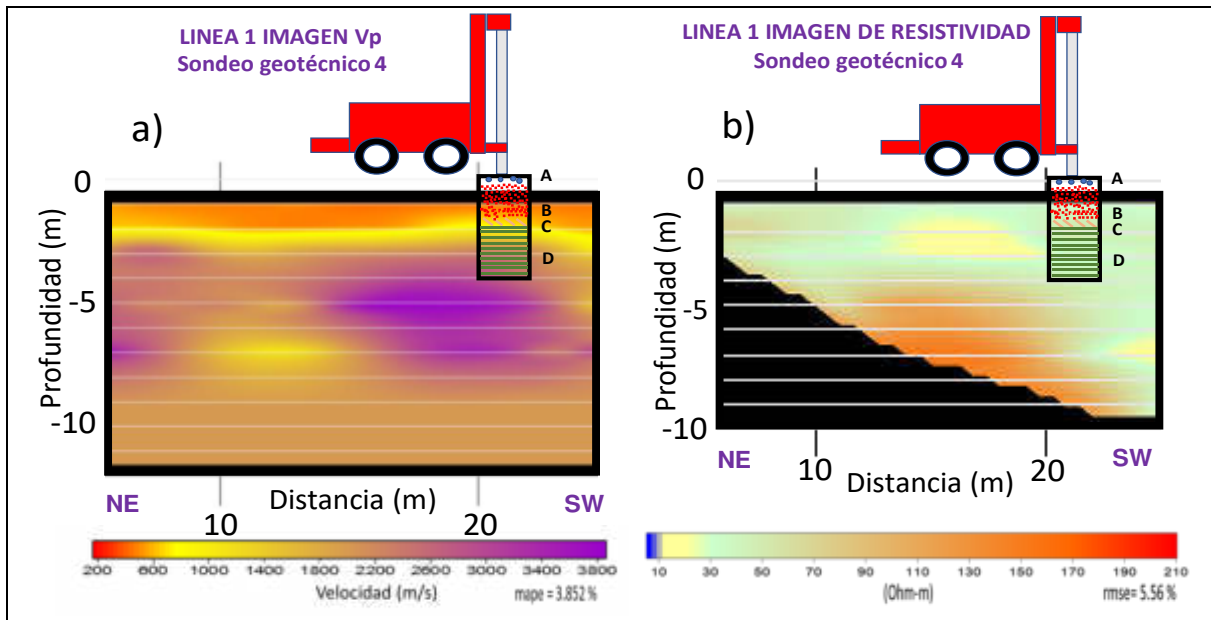 LINEA 1 IMAGEN Vp
Sondeo geotécnico 4
a)
A
B
C
D
0
-5
-10
Profundidad (m)
NE
Distancia (m)
SW
10
20
200 600 1000 1400 1800 2200 2600 3000 3400 3800
Velocidad (m/s)
mape = 3.852 %
LINEA 1 IMAGEN DE RESISTIVIDAD
Sondeo geotécnico 4
b)
A
B
C
D
0
-5
-10
Profundidad (m)
NE
10
Distancia (m)
20
SW
10 30 50 70 90 110 130 150 170 190 210
(Ohm-m)
rmse= 5.56 %